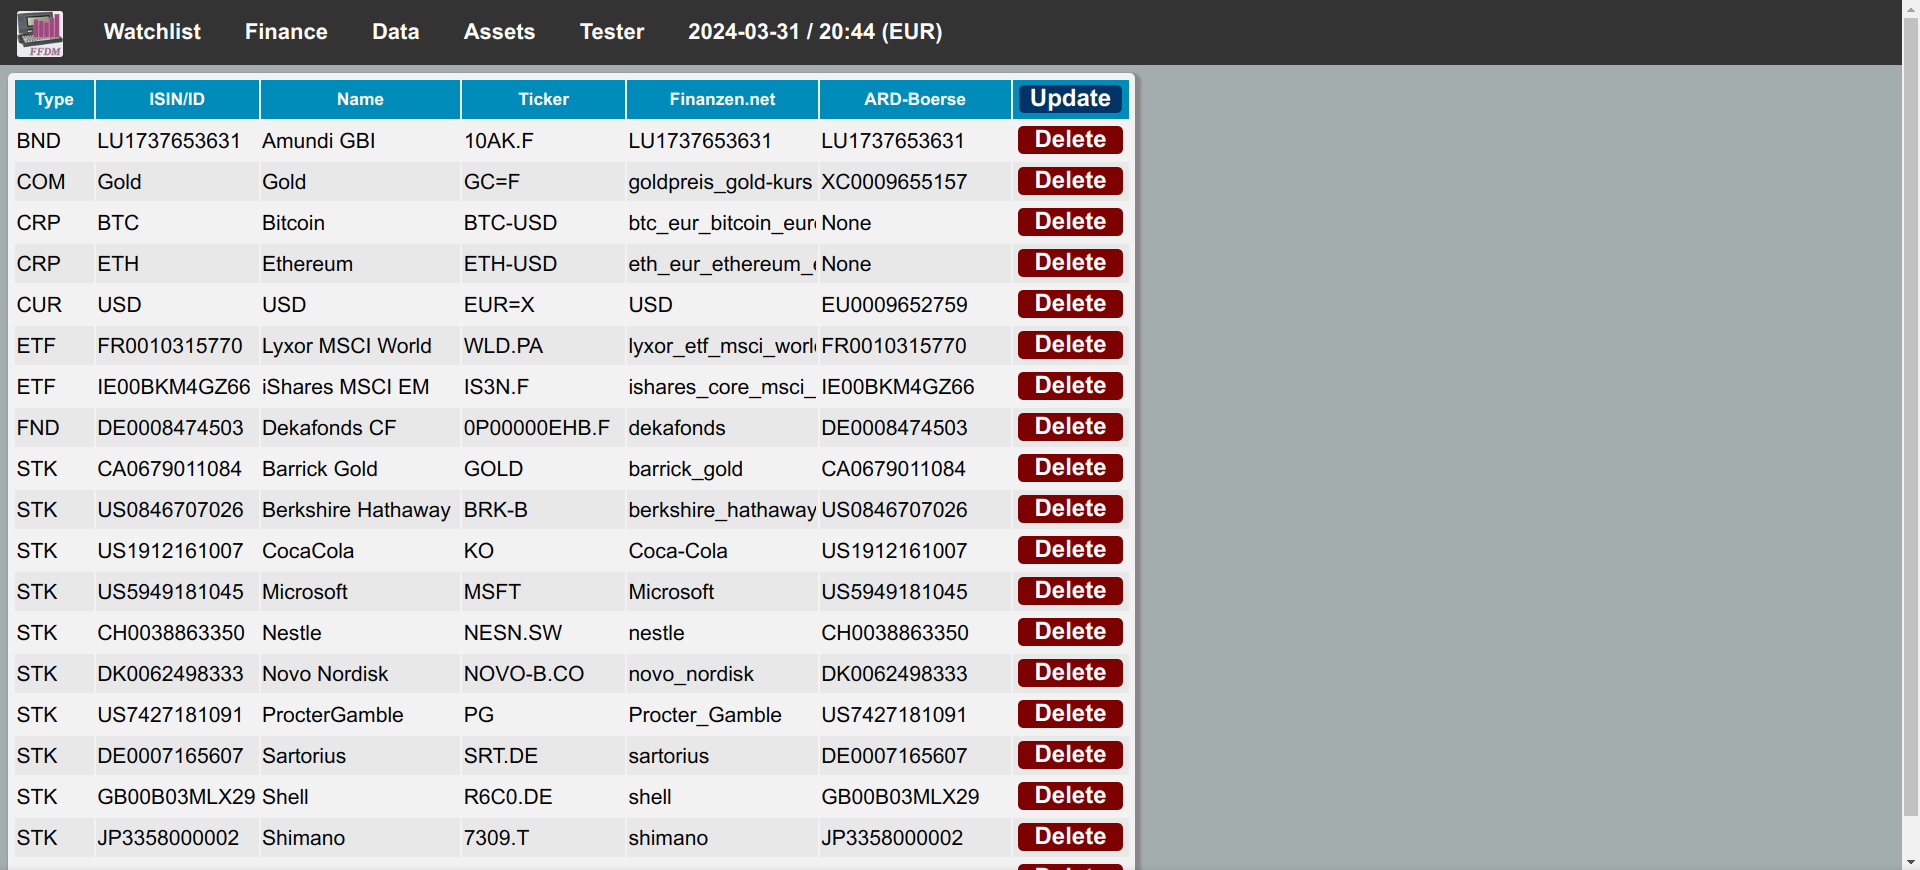 FFDM Watchlist Finance Data Assets Tester 2024-03-31 / 20:44 (EUR)
Type ISIN/ID Name Ticker Finanzen.net ARD-Boerse Update
BND LU1737653631 Amundi GBI 10AK.F LU1737653631 LU1737653631 Delete
COM Gold Gold GC=F goldpreis_gold-kurs XC0009655157 Delete
CRP BTC Bitcoin BTC-USD btc_eur_bitcoin_eur None Delete
CRP ETH Ethereum ETH-USD eth_eur_ethereum_ None Delete
CUR USD USD EUR=X USD EU0009652759 Delete
ETF FR0010315770 Lyxor MSCI World WLD.PA lyxor_etf_msci_worl FR0010315770 Delete
ETF IE00BKM4GZ66 iShares MSCI EM IS3N.F ishares_core_msci_ IE00BKM4GZ66 Delete
FND DE0008474503 Dekafonds CF 0P00000EHB.F dekafonds DE0008474503 Delete
STK CA0679011084 Barrick Gold GOLD barrick_gold CA0679011084 Delete
STK US0846707026 Berkshire Hathaway BRK-B berkshire_hathaway US0846707026 Delete
STK US1912161007 CocaCola KO Coca-Cola US1912161007 Delete
STK US5949181045 Microsoft MSFT Microsoft US5949181045 Delete
STK CH0038863350 Nestle NESN.SW nestle CH0038863350 Delete
STK DK0062498333 Novo Nordisk NOVO-B.CO novo_nordisk DK0062498333 Delete
STK US7427181091 ProcterGamble PG Procter_Gamble US7427181091 Delete
STK DE0007165607 Sartorius SRT.DE sartorius DE0007165607 Delete
STK GB00B03MLX29 Shell R6C0.DE shell GB00B03MLX29 Delete
STK JP3358000002 Shimano 7309.T shimano JP3358000002 Delete